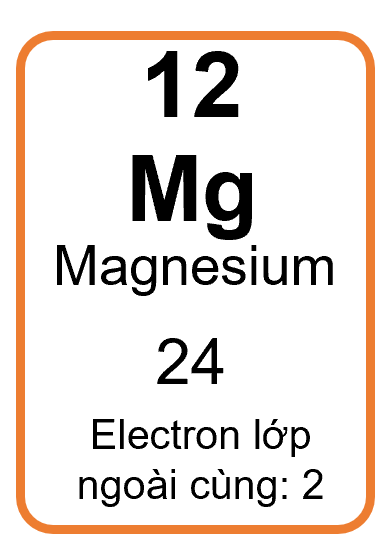 12
Mg
Magnesium
24
Electron lớp
ngoài cùng: 2